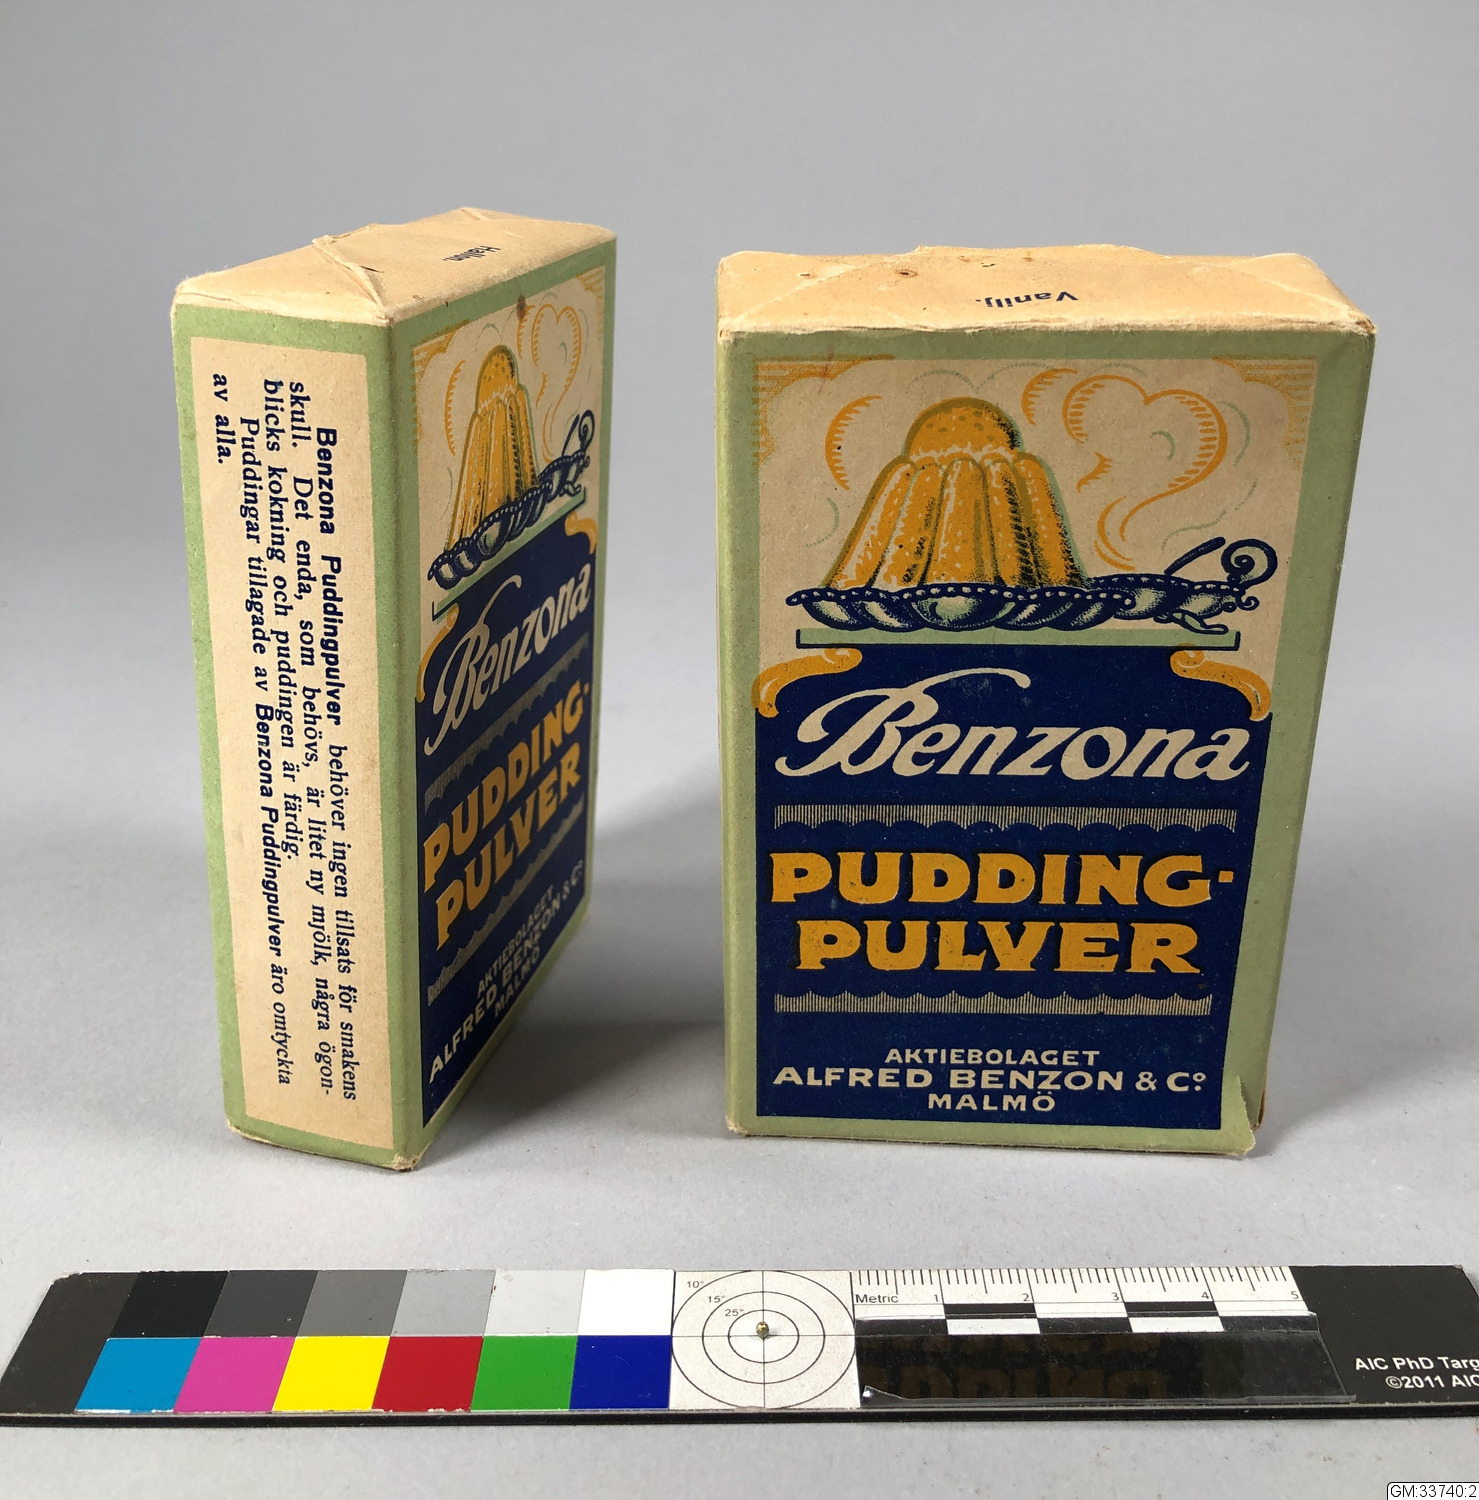 Hallon
Benzona Puddingpulver behöver ingen tillsats för smakens
skull. Det enda, som behövs, är litet ny mjölk, några ögon-
blicks kokning och puddingen är färdig.
Puddingar tillagade av Benzona Puddingpulver äro omtyckta
av alla.
Benzona
PUDDING-
PULVER
AKTIEBOLAGET
ALFRED BENZON & Cº
MALMÖ
Vanilj.
Benzona
PUDDING-
PULVER
AKTIEBOLAGET
ALFRED BENZON & Cº
MALMÖ
10°
15°
25°
Metric 1 2 3 4 5
AIC PhD Targ
©2011 AIC
GM:33740:2